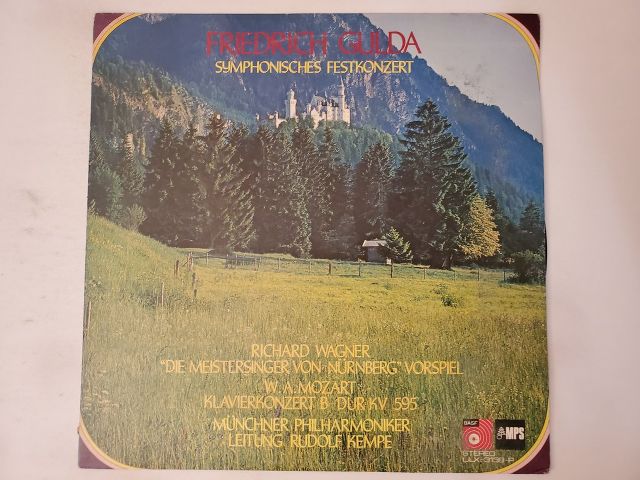 FRIEDRICH GULDA
SYMPHONISCHES FESTKONZERT
RICHARD WAGNER
"DIE MEISTERSINGER VON NÜRNBERG" VORSPIEL
W. A. MOZART
KLAVIERKONZERT B-DUR KV 595
MÜNCHNER PHILHARMONIKER
LEITUNG RUDOLF KEMPE
BASF
MPS
STEREO